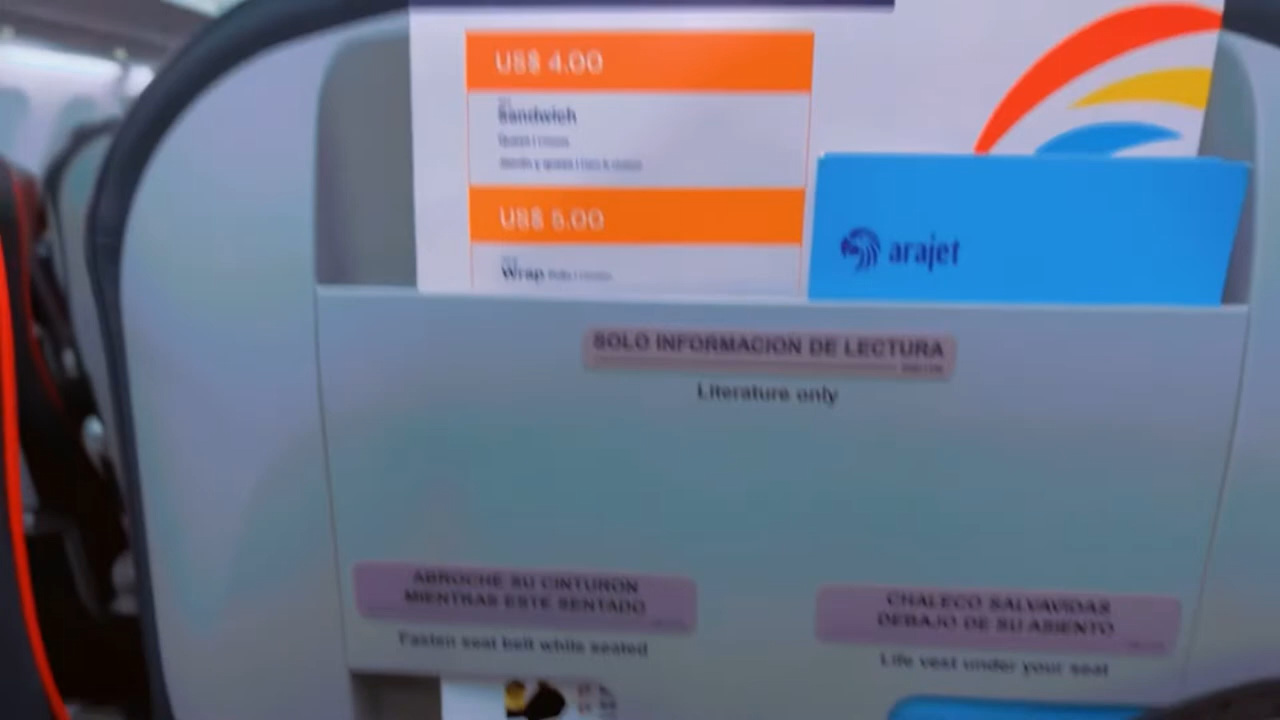 US$ 4.00
Sandwich
US$ 5.00
Wrap
arajet
SOLO INFORMACION DE LECTURA
Literature only
ABROCHE SU CINTURON
MIENTRAS ESTE SENTADO
Fasten seat belt while seated
CHALECO SALVAVIDAS
DEBAJO DE SU ASIENTO
Life vest under your seat